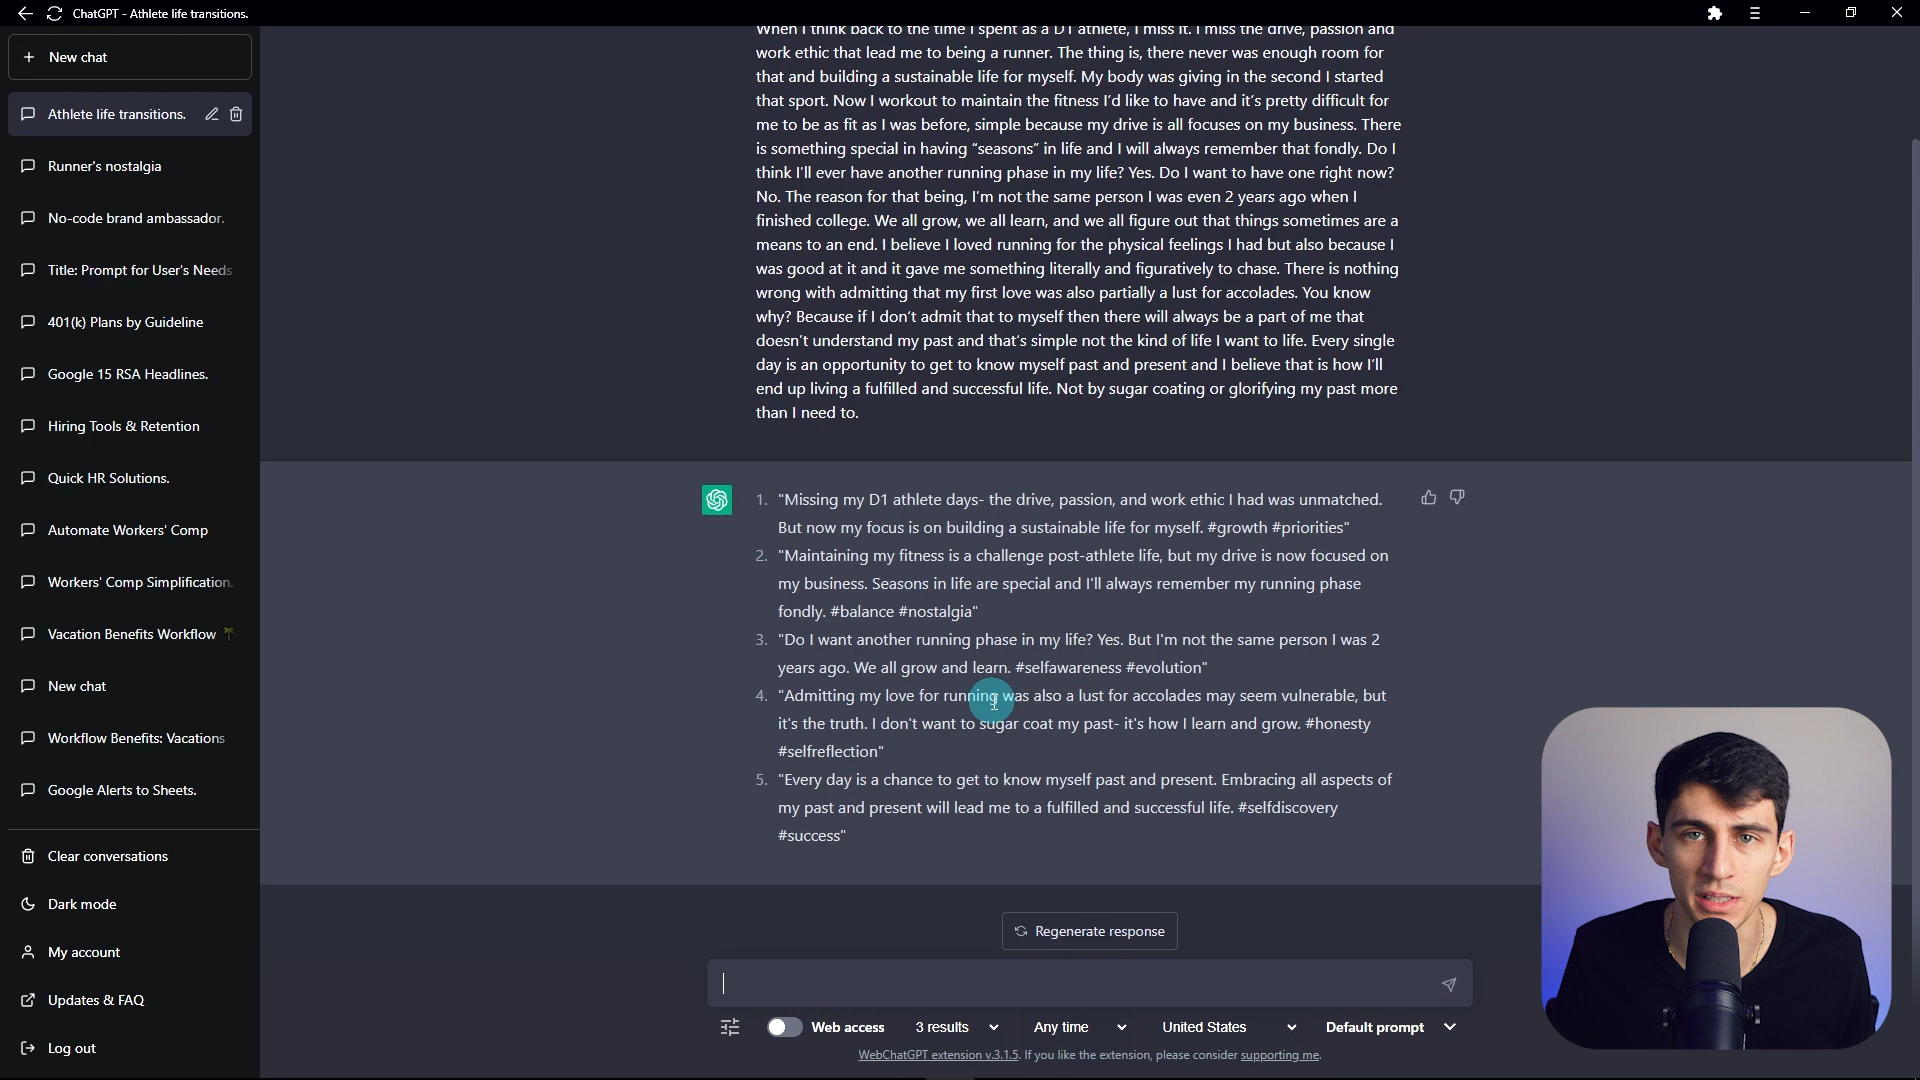 ChatGPT - Athlete life transitions.
New chat
Athlete life transitions.
Runner's nostalgia
No-code brand ambassador.
Title: Prompt for User's Needs
401(k) Plans by Guideline
Google 15 RSA Headlines.
Hiring Tools & Retention
Quick HR Solutions.
Automate Workers' Comp
Workers' Comp Simplification.
Vacation Benefits Workflow 🌴
New chat
Workflow Benefits: Vacations
Google Alerts to Sheets.
Clear conversations
Dark mode
My account
Updates & FAQ
Log out
When I think back to the time I spent as a D1 athlete, I miss it. I miss the drive, passion and
work ethic that lead me to being a runner. The thing is, there never was enough room for
that and building a sustainable life for myself. My body was giving in the second I started
that sport. Now I workout to maintain the fitness I'd like to have and it's pretty difficult for
me to be as fit as I was before, simple because my drive is all focuses on my business. There
is something special in having “seasons” in life and I will always remember that fondly. Do I
think I'll ever have another running phase in my life? Yes. Do I want to have one right now?
No. The reason for that being, I'm not the same person I was even 2 years ago when I
finished college. We all grow, we all learn, and we all figure out that things sometimes are a
means to an end. I believe I loved running for the physical feelings I had but also because I
was good at it and it gave me something literally and figuratively to chase. There is nothing
wrong with admitting that my first love was also partially a lust for accolades. You know
why? Because if I don't admit that to myself then there will always be a part of me that
doesn't understand my past and that's simple not the kind of life I want to life. Every single
day is an opportunity to get to know myself past and present and I believe that is how I'll
end up living a fulfilled and successful life. Not by sugar coating or glorifying my past more
than I need to.
1. "Missing my D1 athlete days- the drive, passion, and work ethic I had was unmatched.
But now my focus is on building a sustainable life for myself. #growth #priorities"
2. "Maintaining my fitness is a challenge post-athlete life, but my drive is now focused on
my business. Seasons in life are special and I'll always remember my running phase
fondly. #balance #nostalgia"
3. "Do I want another running phase in my life? Yes. But I'm not the same person I was 2
years ago. We all grow and learn. #selfawareness #evolution"
4. "Admitting my love for running was also a lust for accolades may seem vulnerable, but
it's the truth. I don't want to sugar coat my past- it's how I learn and grow. #honesty
#selfreflection"
5. "Every day is a chance to get to know myself past and present. Embracing all aspects of
my past and present will lead me to a fulfilled and successful life. #selfdiscovery
#success"
Regenerate response
Web access 3 results Any time United States Default prompt
WebChatGPT extension v.3.1.5. If you like the extension, please consider supporting me.